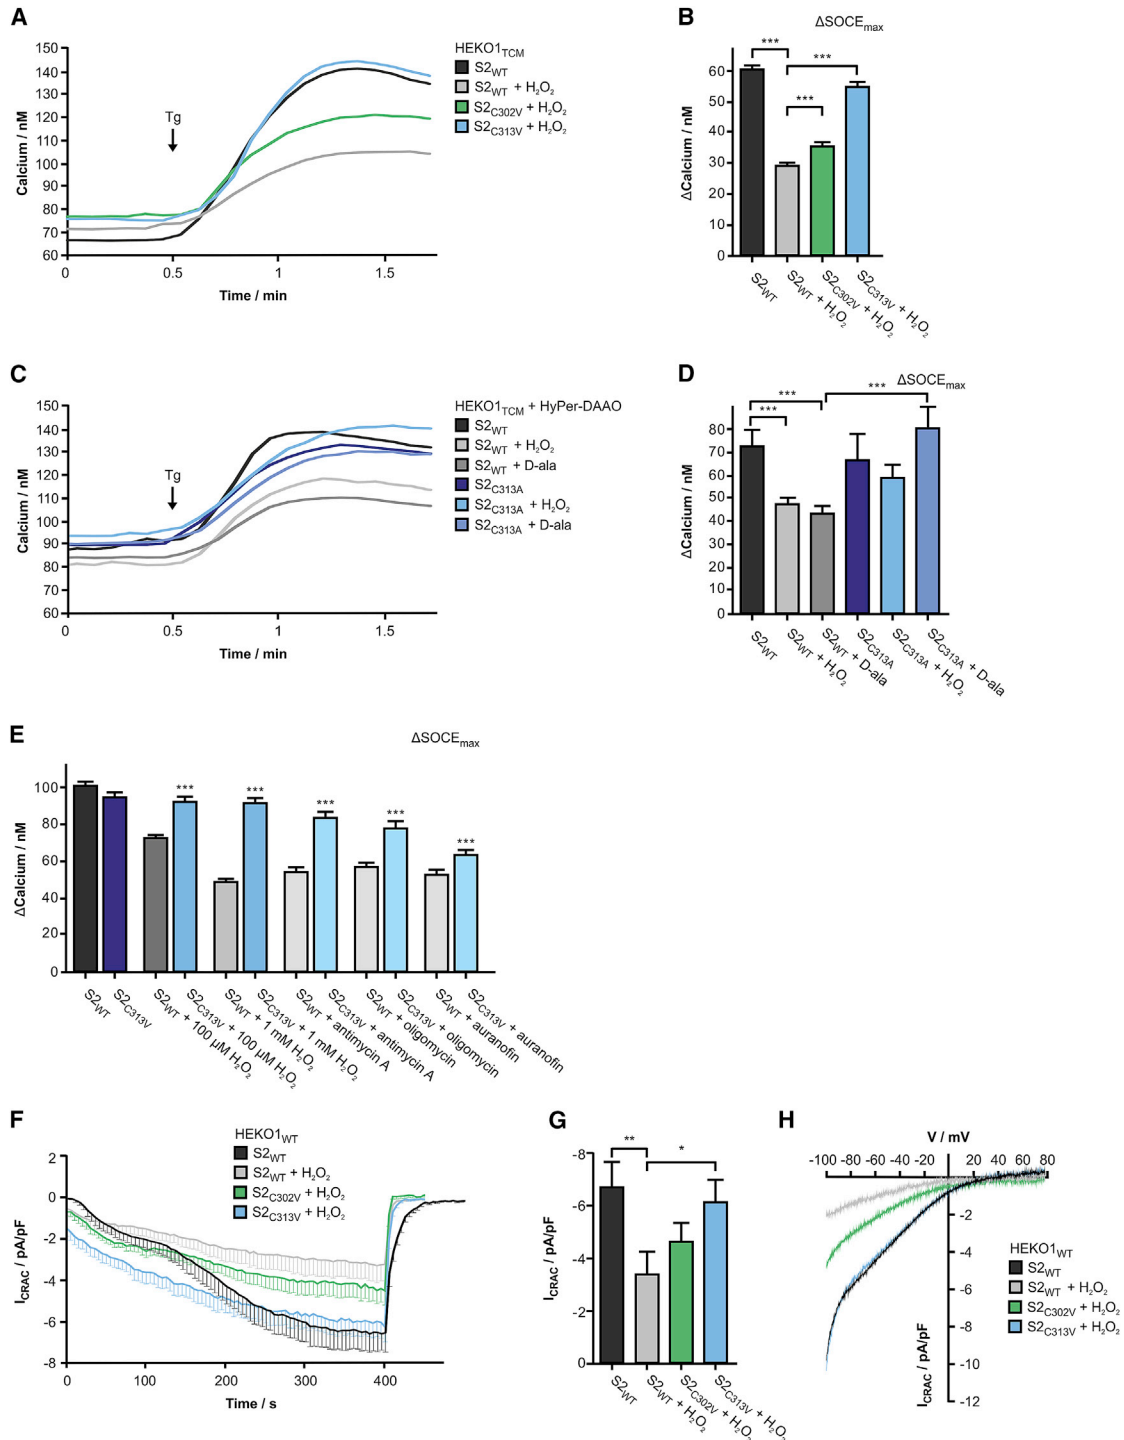 A
HEKO1TCM
S2WT
S2WT + H2O2
S2C302V + H2O2
S2C313V + H2O2
Tg
Calcium / nM
150
140
130
120
110
100
90
80
70
60
0
0.5
1
1.5
Time / min
B
ΔSOCEmax
***
***
***
ΔCalcium / nM
60
50
40
30
20
10
0
S2WT
S2WT + H2O2
S2C302V + H2O2
S2C313V + H2O2
C
HEKO1TCM + HyPer-DAAO
S2WT
S2WT + H2O2
S2WT + D-ala
S2C313A
S2C313A + H2O2
S2C313A + D-ala
Tg
Calcium / nM
150
140
130
120
110
100
90
80
70
60
0
0.5
1
1.5
Time / min
D
ΔSOCEmax
***
***
***
ΔCalcium / nM
80
70
60
50
40
30
20
10
0
S2WT
S2WT + H2O2
S2WT + D-ala
S2C313A
S2C313A + H2O2
S2C313A + D-ala
E
ΔSOCEmax
***
***
***
***
***
ΔCalcium / nM
100
80
60
40
20
0
S2WT
S2C313V
S2WT + 100 µM H2O2
S2C313V + 100 µM H2O2
S2WT + 1 mM H2O2
S2C313V + 1 mM H2O2
S2WT + antimycin A
S2C313V + antimycin A
S2WT + oligomycin
S2C313V + oligomycin
S2WT + auranofin
S2C313V + auranofin
F
HEKO1WT
S2WT
S2WT + H2O2
S2C302V + H2O2
S2C313V + H2O2
ICRAC / pA/pF
2
0
-2
-4
-6
-8
0
100
200
300
400
Time / s
G
**
*
ICRAC / pA/pF
-8
-6
-4
-2
0
S2WT
S2WT + H2O2
S2C302V + H2O2
S2C313V + H2O2
H
V / mV
-100 -80 -60 -40 -20 0 20 40 60 80
-2
-4
-6
-8
-10
-12
ICRAC / pA/pF
HEKO1WT
S2WT
S2WT + H2O2
S2C302V + H2O2
S2C313V + H2O2